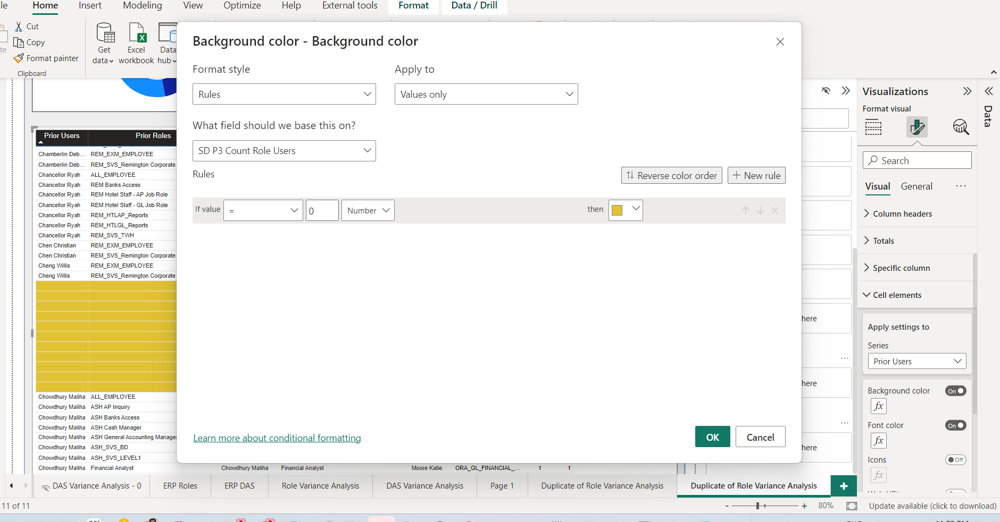 le Home Insert Modeling View Optimize Help External tools Format Data / Drill
Cut
Copy
Format painter
te
Clipboard
Get data
Excel workbook
Data hub
Background color - Background color
Format style
Apply to
Rules
Values only
What field should we base this on?
SD P3 Count Role Users
Rules
Reverse color order
New rule
If value = 0 Number then
Learn more about conditional formatting
OK
Cancel
Prior Users Prior Roles
Chamberlin Deb... REM_EXM_EMPLOYEE
Chamberlin Deb... REM_SVS_Remington Corporate
Chancellor Ryah ALL_EMPLOYEE
Chancellor Ryah REM Banks Access
Chancellor Ryah REM Hotel Staff - AP Job Role
Chancellor Ryah REM Hotel Staff - GL Job Role
Chancellor Ryah REM_HTLAP_Reports
Chancellor Ryah REM_HTLGL_Reports
Chancellor Ryah REM_SVS_TWH
Chen Christian REM_EXM_EMPLOYEE
Chen Christian REM_SVS_Remington Corporate
Cheng Willis REM_EXM_EMPLOYEE
Cheng Willis REM_SVS_Remington Corporate
Chowdhury Maliha ALL_EMPLOYEE
Chowdhury Maliha ASH AP Inquiry
Chowdhury Maliha ASH Banks Access
Chowdhury Maliha ASH Cash Manager
Chowdhury Maliha ASH General Accounting Manager
Chowdhury Maliha ASH_SVS_BD
Chowdhury Maliha ASH_SVS_LEVEL1
Chowdhury Maliha Financial Analyst Chowdhury Maliha Financial Analyst Moore Katie ORA_GL_FINANCIAL_... 1 1
here
...
here
...
here
Visualizations
Format visual
Search
Visual General ...
Column headers
Totals
Specific column
Cell elements
Apply settings to
Series
Prior Users
Background color On
fx
Font color On
fx
Icons Off
fx
Data
DAS Variance Analysis - 0 ERP Roles ERP DAS Role Variance Analysis DAS Variance Analysis Page 1 Duplicate of Role Variance Analysis Duplicate of Role Variance Analysis +
11 of 11
- + 80% Update available (click to download)